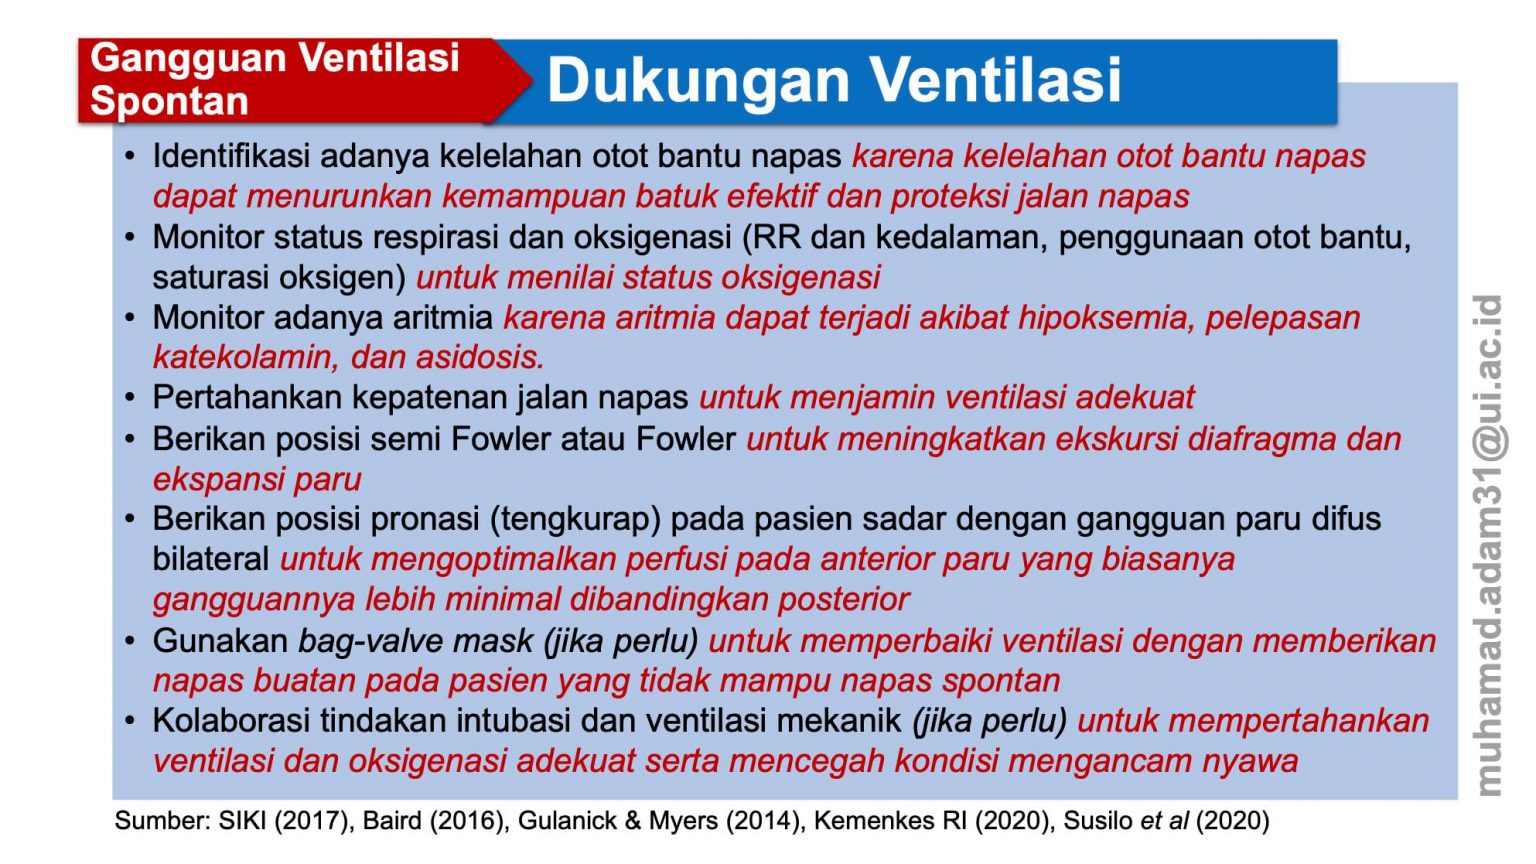 Gangguan Ventilasi
Spontan
Dukungan Ventilasi
• Identifikasi adanya kelelahan otot bantu napas karena kelelahan otot bantu napas
dapat menurunkan kemampuan batuk efektif dan proteksi jalan napas
• Monitor status respirasi dan oksigenasi (RR dan kedalaman, penggunaan otot bantu,
saturasi oksigen) untuk menilai status oksigenasi
• Monitor adanya aritmia karena aritmia dapat terjadi akibat hipoksemia, pelepasan
katekolamin, dan asidosis.
• Pertahankan kepatenan jalan napas untuk menjamin ventilasi adekuat
• Berikan posisi semi Fowler atau Fowler untuk meningkatkan ekskursi diafragma dan
ekspansi paru
• Berikan posisi pronasi (tengkurap) pada pasien sadar dengan gangguan paru difus
bilateral untuk mengoptimalkan perfusi pada anterior paru yang biasanya
gangguannya lebih minimal dibandingkan posterior
• Gunakan bag-valve mask (jika perlu) untuk memperbaiki ventilasi dengan memberikan
napas buatan pada pasien yang tidak mampu napas spontan
• Kolaborasi tindakan intubasi dan ventilasi mekanik (jika perlu) untuk mempertahankan
ventilasi dan oksigenasi adekuat serta mencegah kondisi mengancam nyawa
Sumber: SIKI (2017), Baird (2016), Gulanick & Myers (2014), Kemenkes RI (2020), Susilo et al (2020)
muhamad.adam31@ui.ac.id